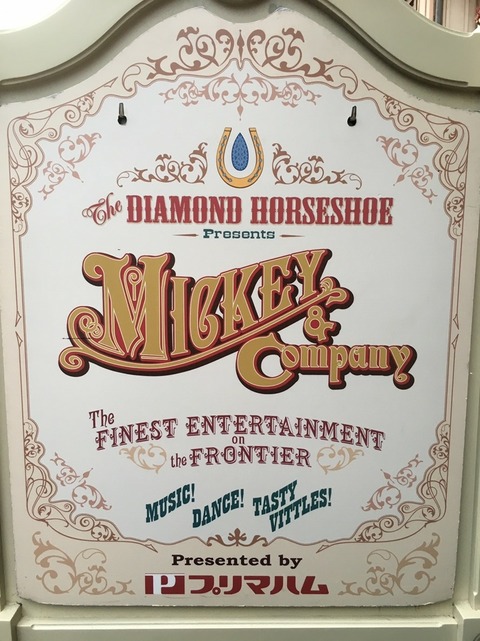 The DIAMOND HORSESHOE
Presents
MICKEY
& Company
The
FINEST ENTERTAINMENT
on
the FRONTIER
MUSIC! DANCE! TASTY
VITTLES!
Presented by
P プリマハム